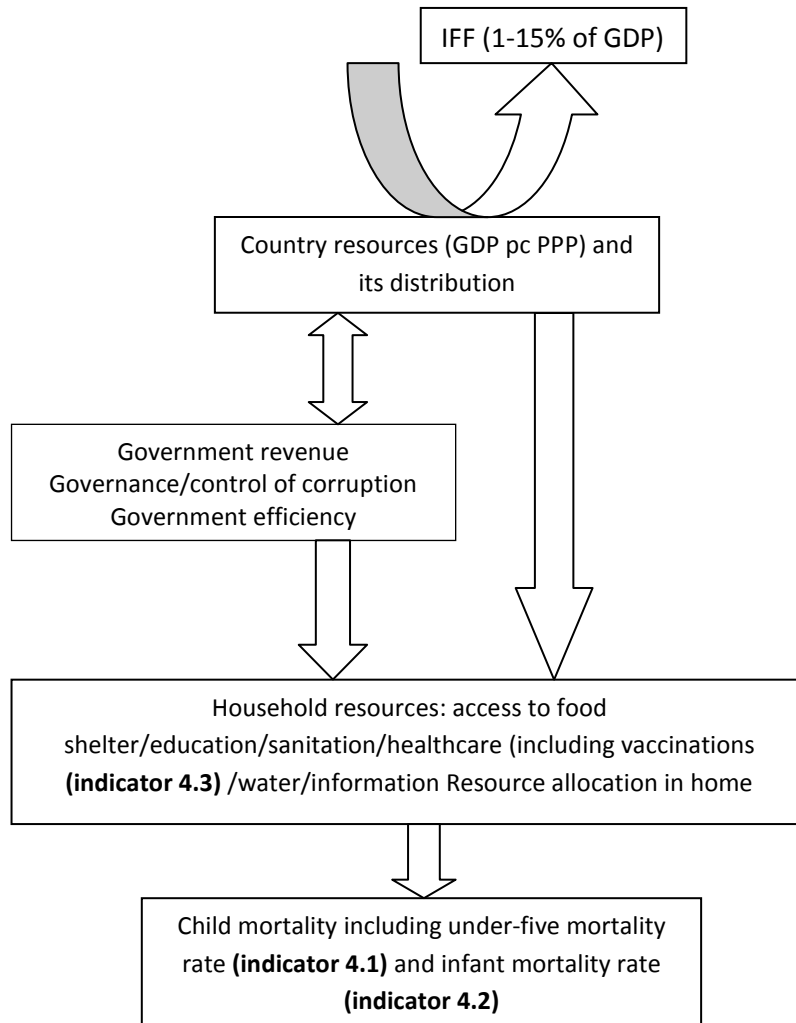 IFF (1-15% of GDP)
Country resources (GDP pc PPP) and
its distribution
Government revenue
Governance/control of corruption
Government efficiency
Household resources: access to food
shelter/education/sanitation/healthcare (including vaccinations
(indicator 4.3) /water/information Resource allocation in home
Child mortality including under-five mortality
rate (indicator 4.1) and infant mortality rate
(indicator 4.2)